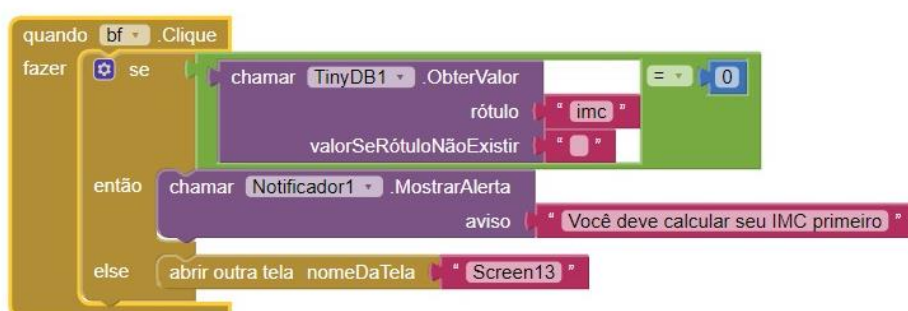 quando bf .Clique
fazer se chamar TinyDB1 .ObterValor = 0
rótulo " imc "
valorSeRótuloNãoExistir " "
então chamar Notificador1 .MostrarAlerta
aviso " Você deve calcular seu IMC primeiro "
else abrir outra tela nomeDaTela " Screen13 "